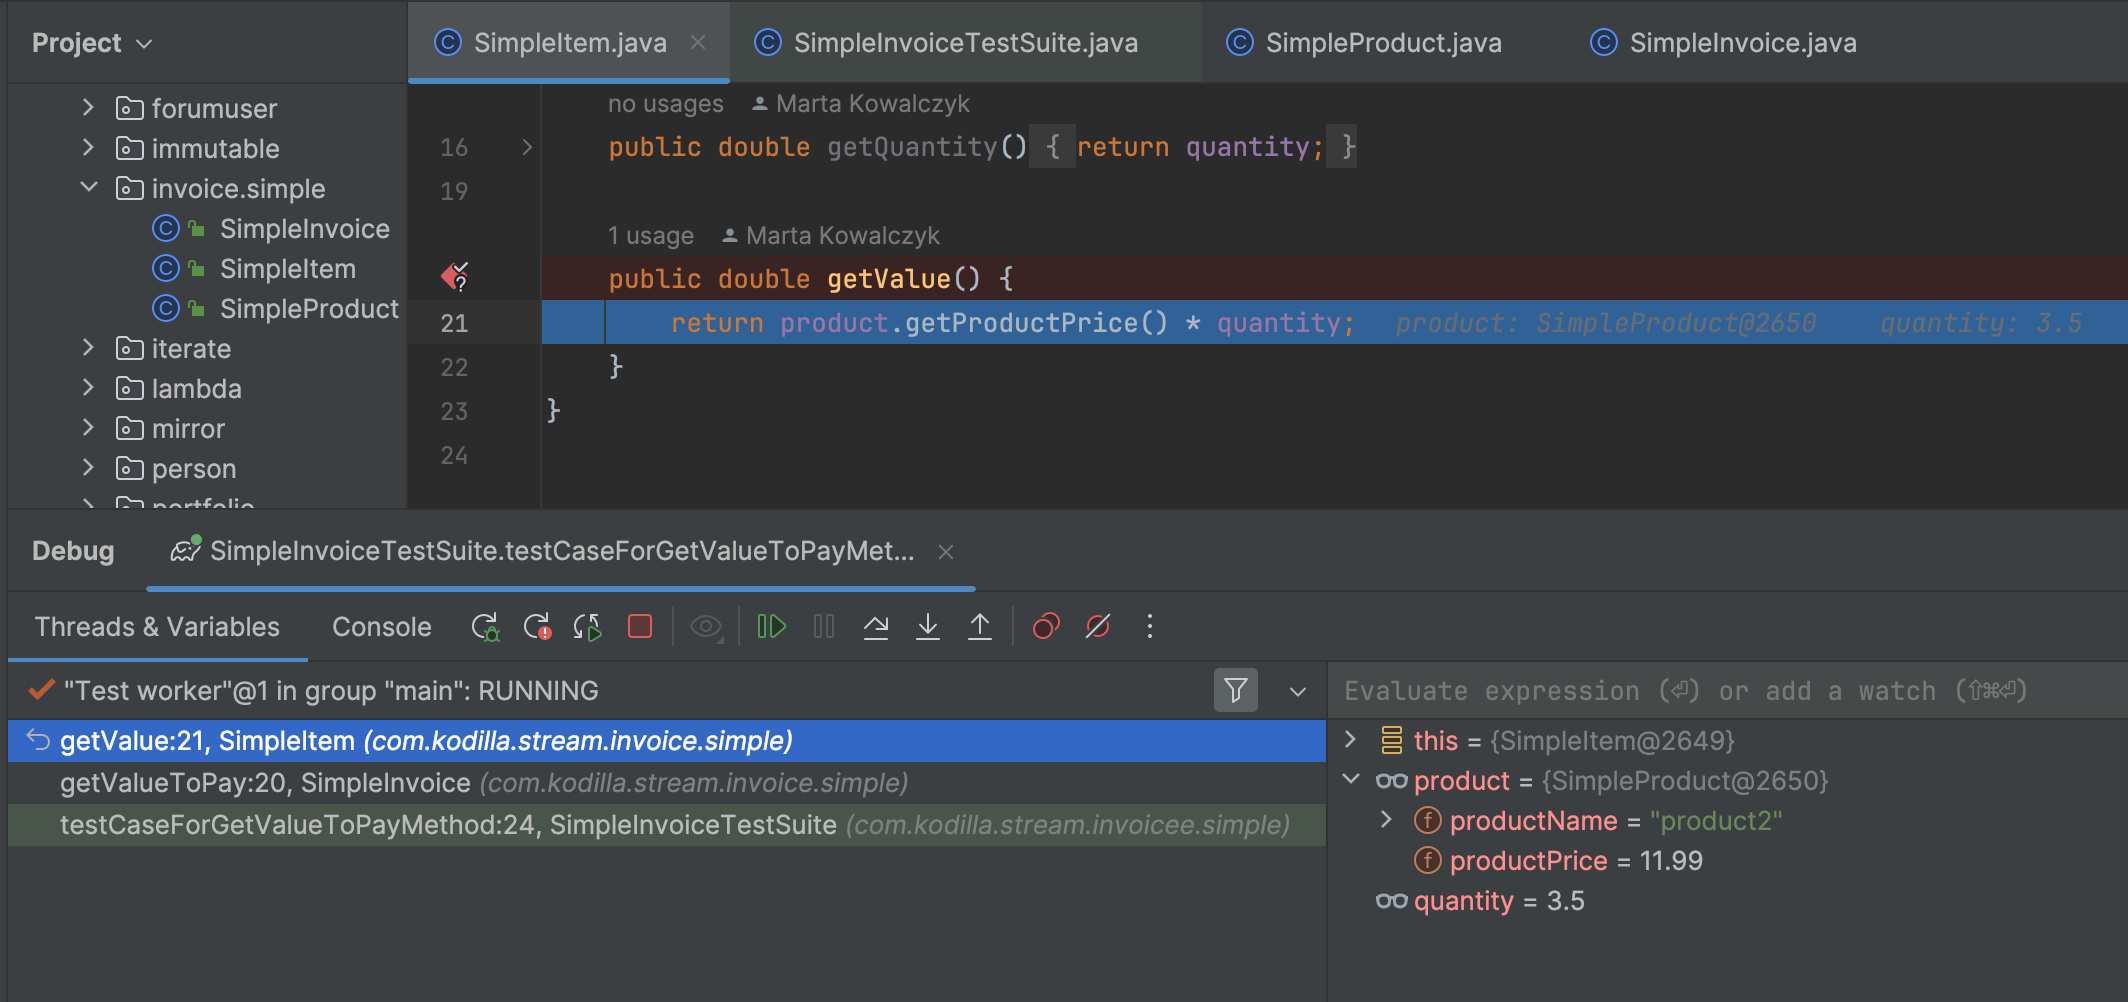 Project
SimpleItem.java
SimpleInvoiceTestSuite.java
SimpleProduct.java
SimpleInvoice.java
forumuser
immutable
invoice.simple
SimpleInvoice
SimpleItem
SimpleProduct
iterate
lambda
mirror
person
portfolio
no usages Marta Kowalczyk
16 public double getQuantity() { return quantity; }
19
1 usage Marta Kowalczyk
public double getValue() {
21 return product.getProductPrice() * quantity; product: SimpleProduct@2650 quantity: 3.5
22 }
23 }
24
Debug SimpleInvoiceTestSuite.testCaseForGetValueToPayMet...
Threads & Variables Console
"Test worker"@1 in group "main": RUNNING
getValue:21, SimpleItem (com.kodilla.stream.invoice.simple)
getValueToPay:20, SimpleInvoice (com.kodilla.stream.invoice.simple)
testCaseForGetValueToPayMethod:24, SimpleInvoiceTestSuite (com.kodilla.stream.invoicee.simple)
Evaluate expression (⏎) or add a watch (⇧⌘⏎)
this = {SimpleItem@2649}
product = {SimpleProduct@2650}
productName = "product2"
productPrice = 11.99
quantity = 3.5